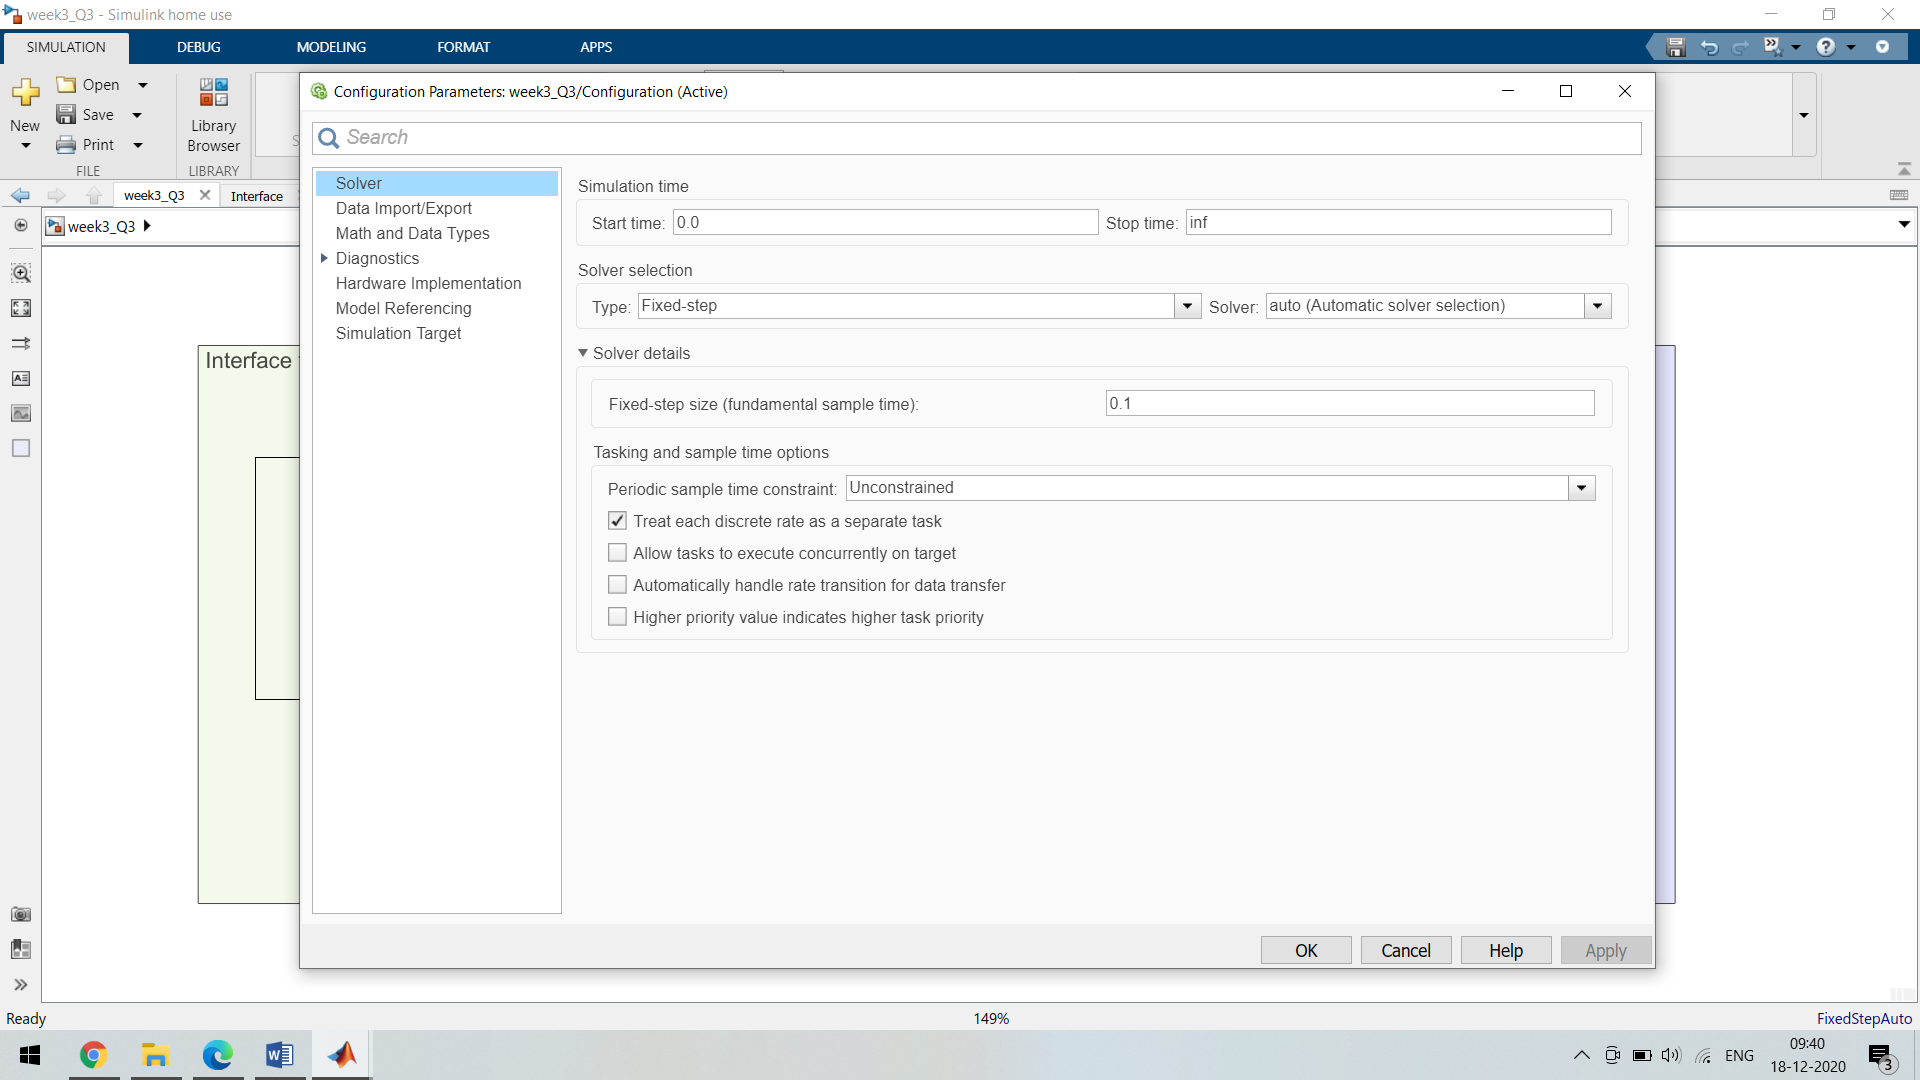 week3_Q3 - Simulink home use
SIMULATION DEBUG MODELING FORMAT APPS
New
Open
Save
Print
FILE
Library
Browser
LIBRARY
Configuration Parameters: week3_Q3/Configuration (Active)
Search
week3_Q3 Interface
week3_Q3
Interface
Solver
Data Import/Export
Math and Data Types
Diagnostics
Hardware Implementation
Model Referencing
Simulation Target
Simulation time
Start time: 0.0 Stop time: inf
Solver selection
Type: Fixed-step Solver: auto (Automatic solver selection)
Solver details
Fixed-step size (fundamental sample time): 0.1
Tasking and sample time options
Periodic sample time constraint: Unconstrained
Treat each discrete rate as a separate task
Allow tasks to execute concurrently on target
Automatically handle rate transition for data transfer
Higher priority value indicates higher task priority
OK Cancel Help Apply
Ready 149% FixedStepAuto
ENG
09:40
18-12-2020
3